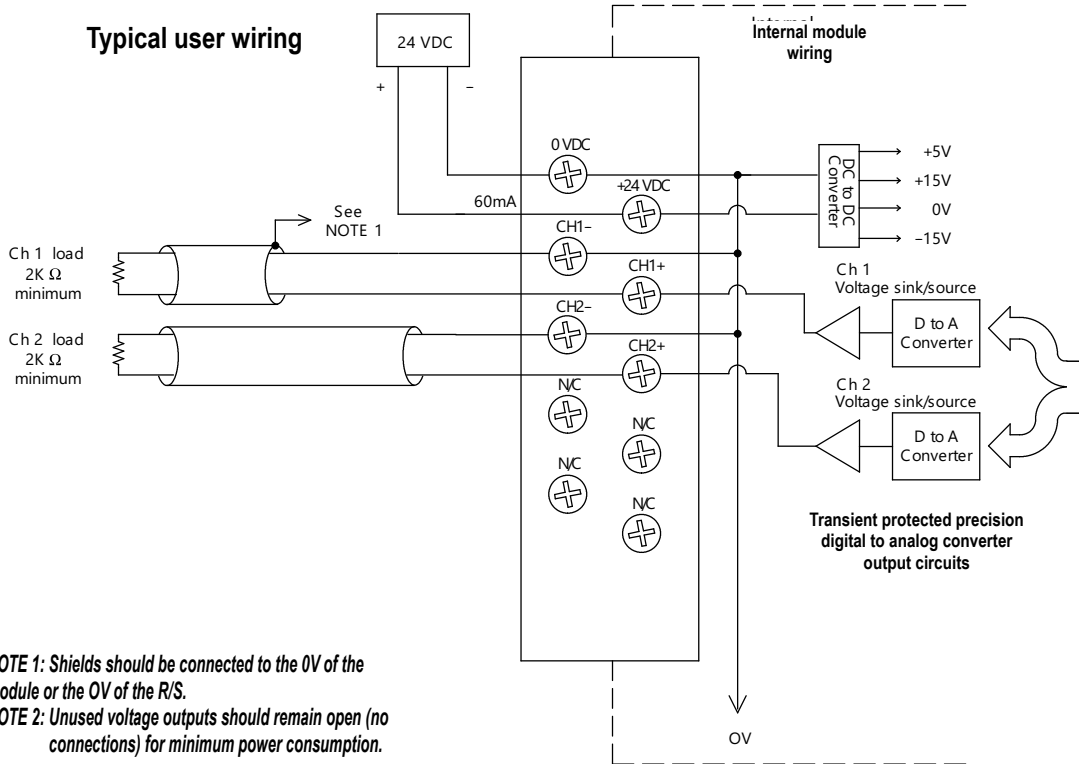 Typical user wiring
24 VDC
+
–
Internal module
wiring
0 VDC
+24 VDC
60mA
DC to DC
Converter
+5V
+15V
0V
–15V
See
NOTE 1
CH1–
CH1+
Ch 1 load
2K Ω
minimum
Ch 1
Voltage sink/source
D to A
Converter
CH2–
CH2+
Ch 2 load
2K Ω
minimum
Ch 2
Voltage sink/source
D to A
Converter
N/C
N/C
N/C
N/C
Transient protected precision
digital to analog converter
output circuits
OTE 1: Shields should be connected to the 0V of the
odule or the OV of the R/S.
OTE 2: Unused voltage outputs should remain open (no
connections) for minimum power consumption.
OV